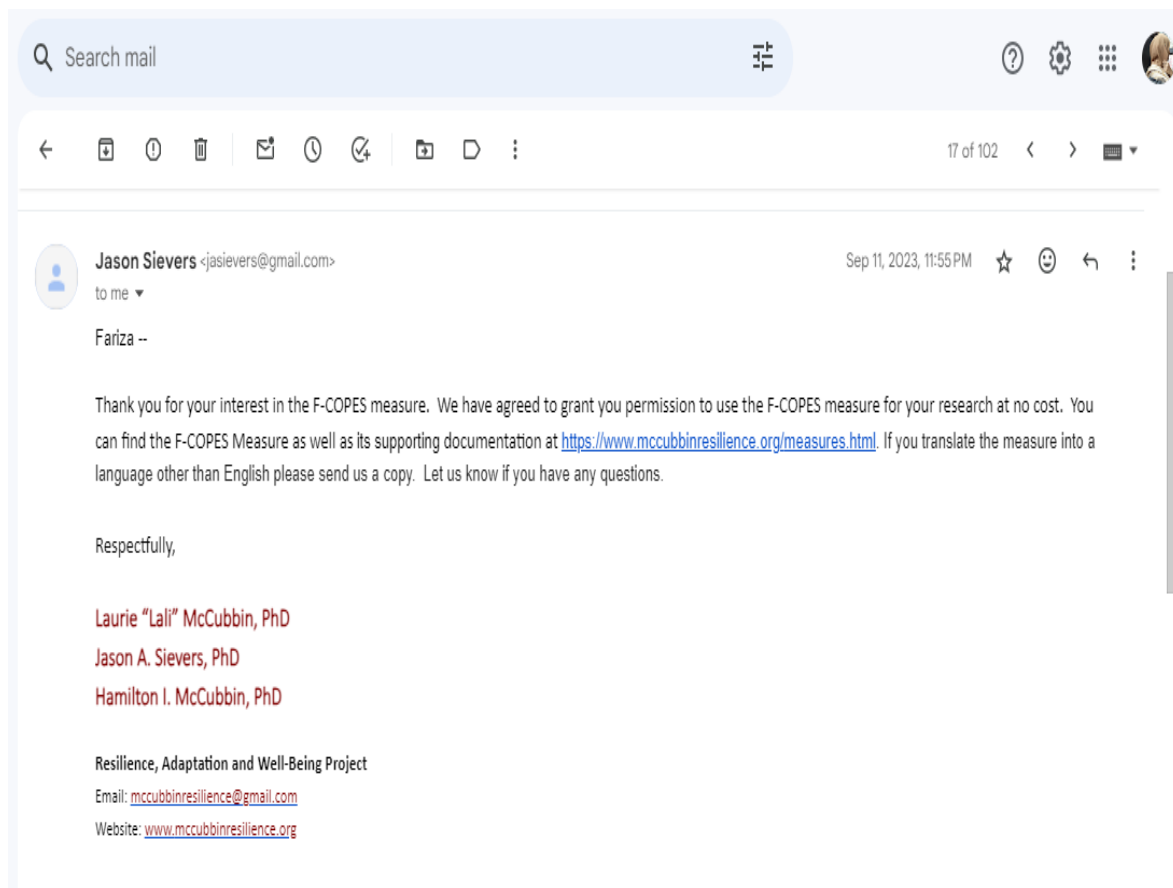 Search mail
17 of 102
Jason Sievers <jasievers@gmail.com>
Sep 11, 2023, 11:55 PM
to me
Fariza --
Thank you for your interest in the F-COPES measure.  We have agreed to grant you permission to use the F-COPES measure for your research at no cost.  You
can find the F-COPES Measure as well as its supporting documentation at https://www.mccubbinresilience.org/measures.html. If you translate the measure into a
language other than English please send us a copy.  Let us know if you have any questions.
Respectfully,
Laurie “Lali” McCubbin, PhD
Jason A. Sievers, PhD
Hamilton I. McCubbin, PhD
Resilience, Adaptation and Well-Being Project
Email: mccubbinresilience@gmail.com
Website: www.mccubbinresilience.org